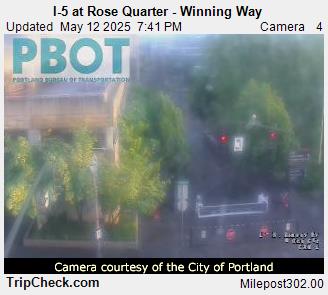 I-5 at Rose Quarter - Winning Way
Updated May 12 2025 7:41 PM Camera 4
PBOT
PORTLAND BUREAU OF TRANSPORTATION
Camera courtesy of the City of Portland
TripCheck.com Milepost302.00